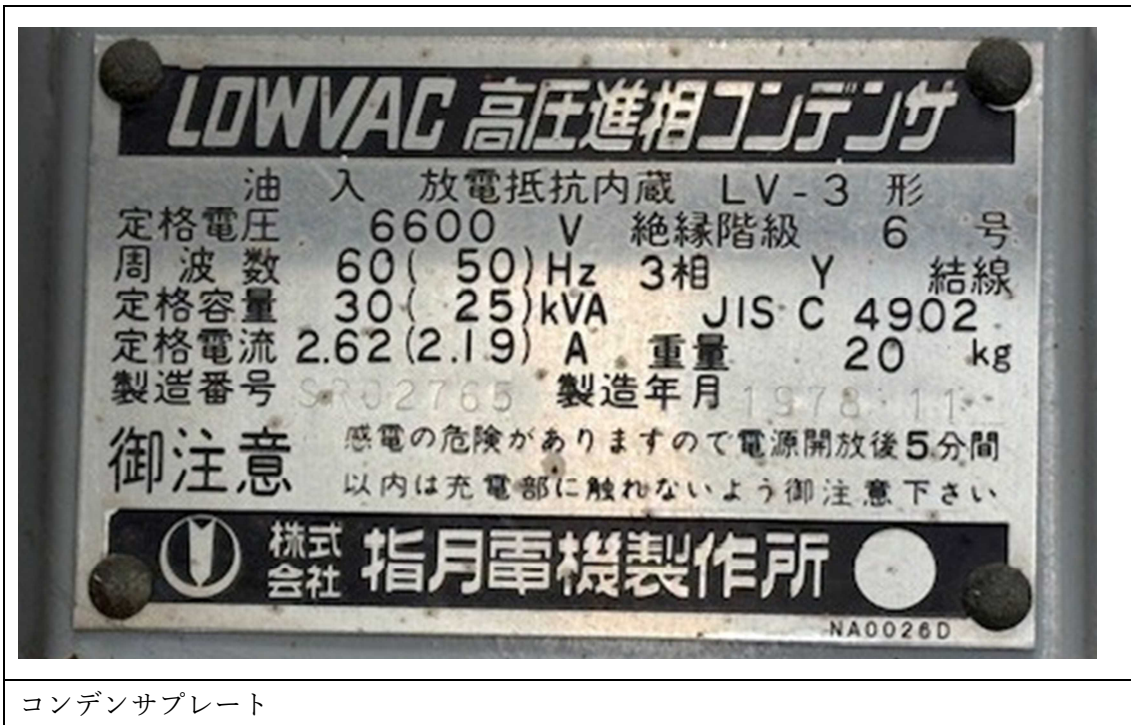 LOWVAC 高圧進相コンデンサ
油 入 放電抵抗内蔵 LV-3 形
定格電圧 6600 V 絶縁階級 6 号
周波数 60( 50)Hz 3相 Y 結線
定格容量 30( 25)kVA JIS C 4902
定格電流 2.62(2.19) A 重量 20 kg
製造番号 SR02765 製造年月 1978 11
御注意 感電の危険がありますので電源開放後5分間
以内は充電部に触れないよう御注意下さい
株式会社 指月電機製作所
NA0026D
コンデンサプレート